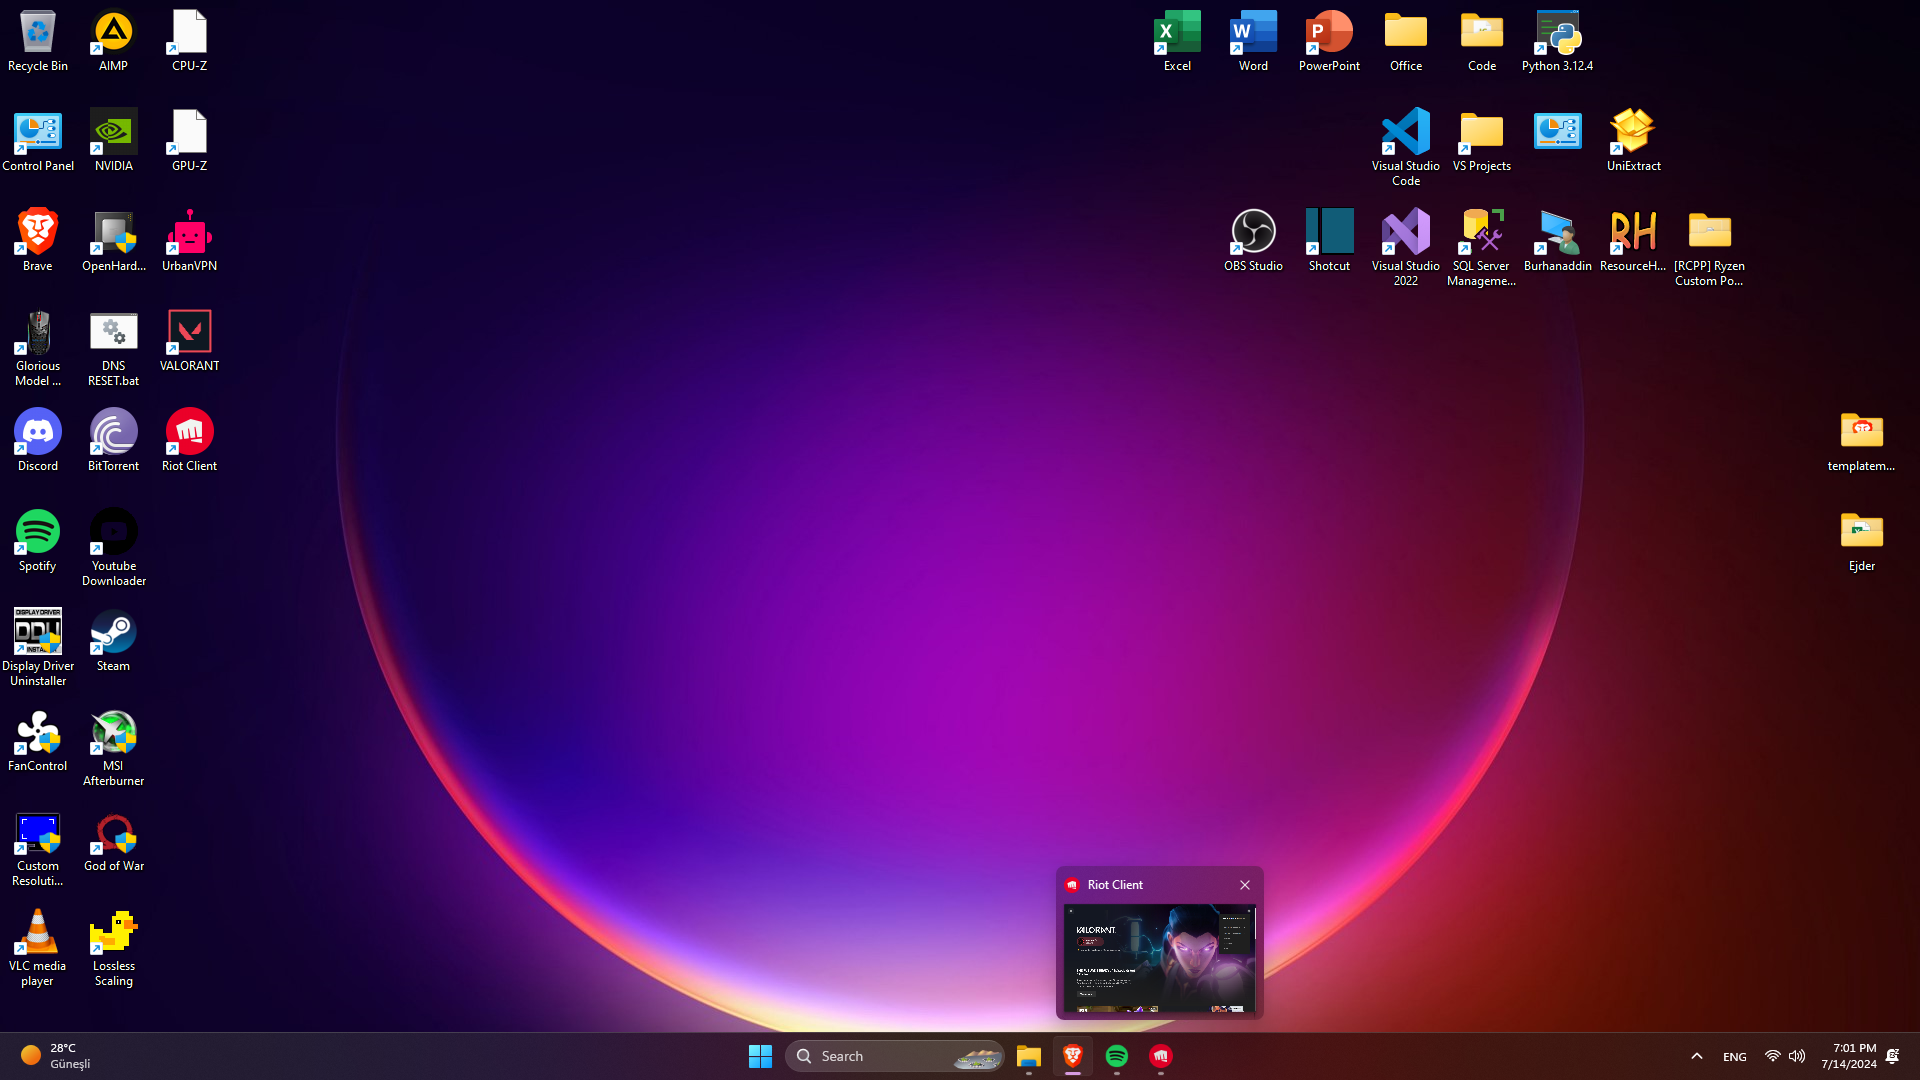 Recycle Bin
AIMP
CPU-Z
Excel
Word
PowerPoint
Office
Code
Python 3.12.4
Control Panel
NVIDIA
GPU-Z
Visual Studio
Code
VS Projects
UniExtract
Brave
OpenHard...
UrbanVPN
OBS Studio
Shotcut
Visual Studio
2022
SQL Server
Manageme...
Burhanaddin
RH
ResourceH...
[RCPP] Ryzen
Custom Po...
Glorious
Model ...
DNS
RESET.bat
VALORANT
Discord
BitTorrent
Riot Client
templatem...
Spotify
Youtube
Downloader
Ejder
DISPLAY DRIVER
DDU
Display Driver
Uninstaller
Steam
FanControl
MSI
Afterburner
Custom
Resoluti...
God of War
VLC media
player
Lossless
Scaling
Riot Client
VALORANT
28°C
Güneşli
Search
ENG
7:01 PM
7/14/2024